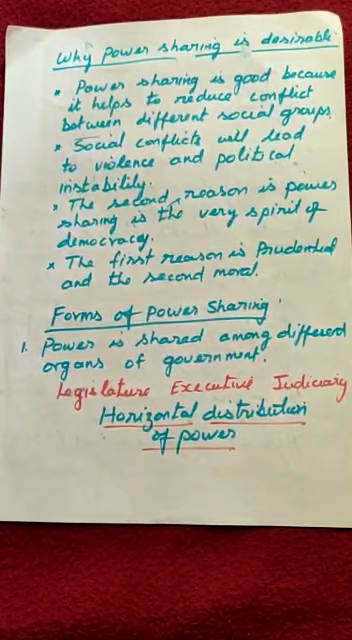 Why Power sharing is desirable
* Power sharing is good because
it helps to reduce conflict
between different social groups.
* Social conflicts will lead
to violence and political
instability.
* The second reason is power
sharing is the very spirit of
democracy.
* The first reason is Prudential
and the second moral.
Forms of Power Sharing
1. Power is shared among different
organs of government.
Legislature Executive Judiciary
Horizontal distribution
of power